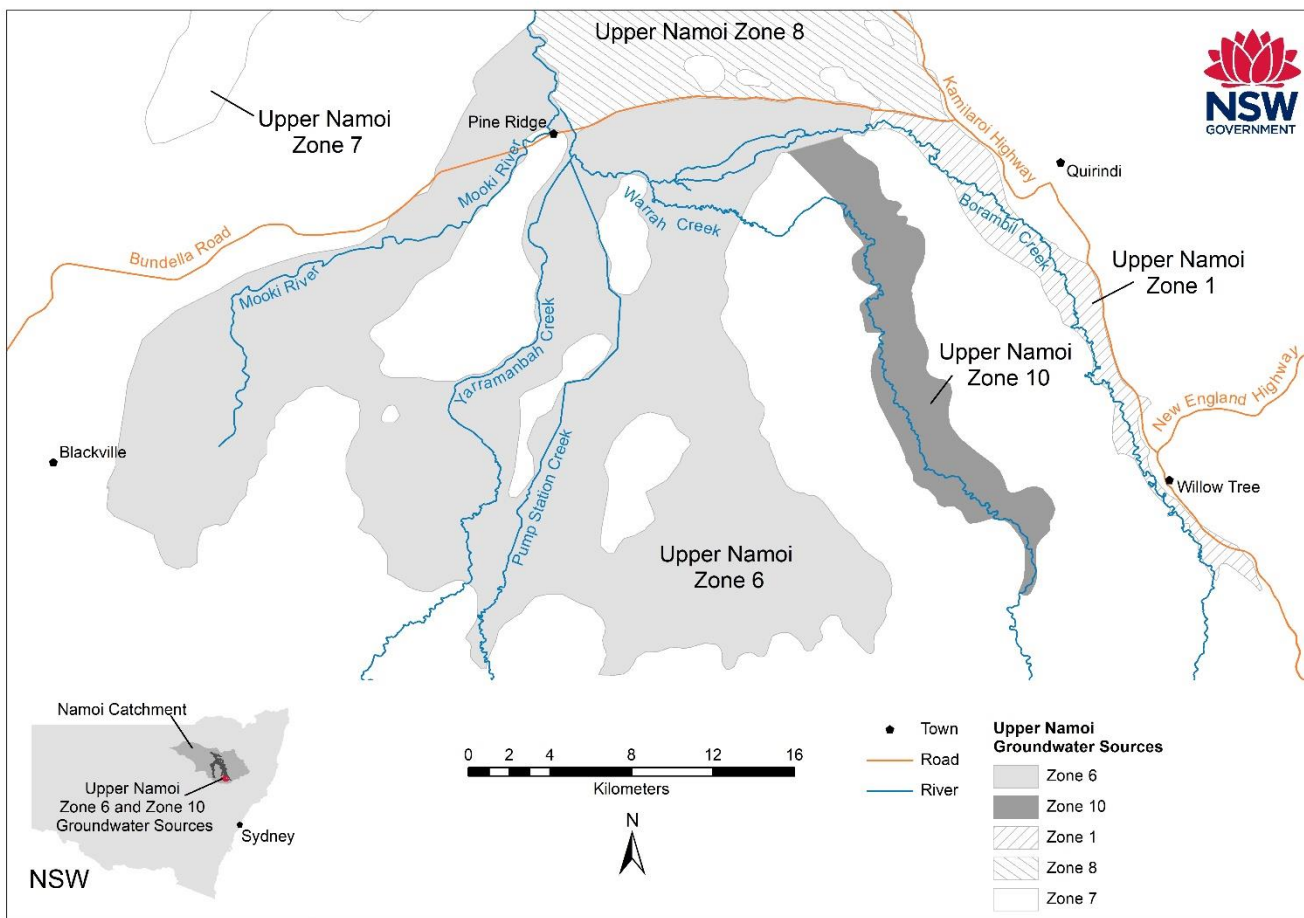 Upper Namoi Zone 8
NSW
GOVERNMENT
Upper Namoi
Zone 7
Pine Ridge
Kamilaroi Highway
Quirindi
Mooki River
Warrah Creek
Borambil Creek
Bundella Road
Mooki River
Upper Namoi
Zone 1
Yarramanbah Creek
Upper Namoi
Zone 10
New England Highway
Blackville
Willow Tree
Pump Station Creek
Upper Namoi
Zone 6
Namoi Catchment
Upper Namoi
Zone 6 and Zone 10
Groundwater Sources
Sydney
NSW
0 2 4 8 12 16
Kilometers
N
Town
Road
River
Upper Namoi
Groundwater Sources
Zone 6
Zone 10
Zone 1
Zone 8
Zone 7